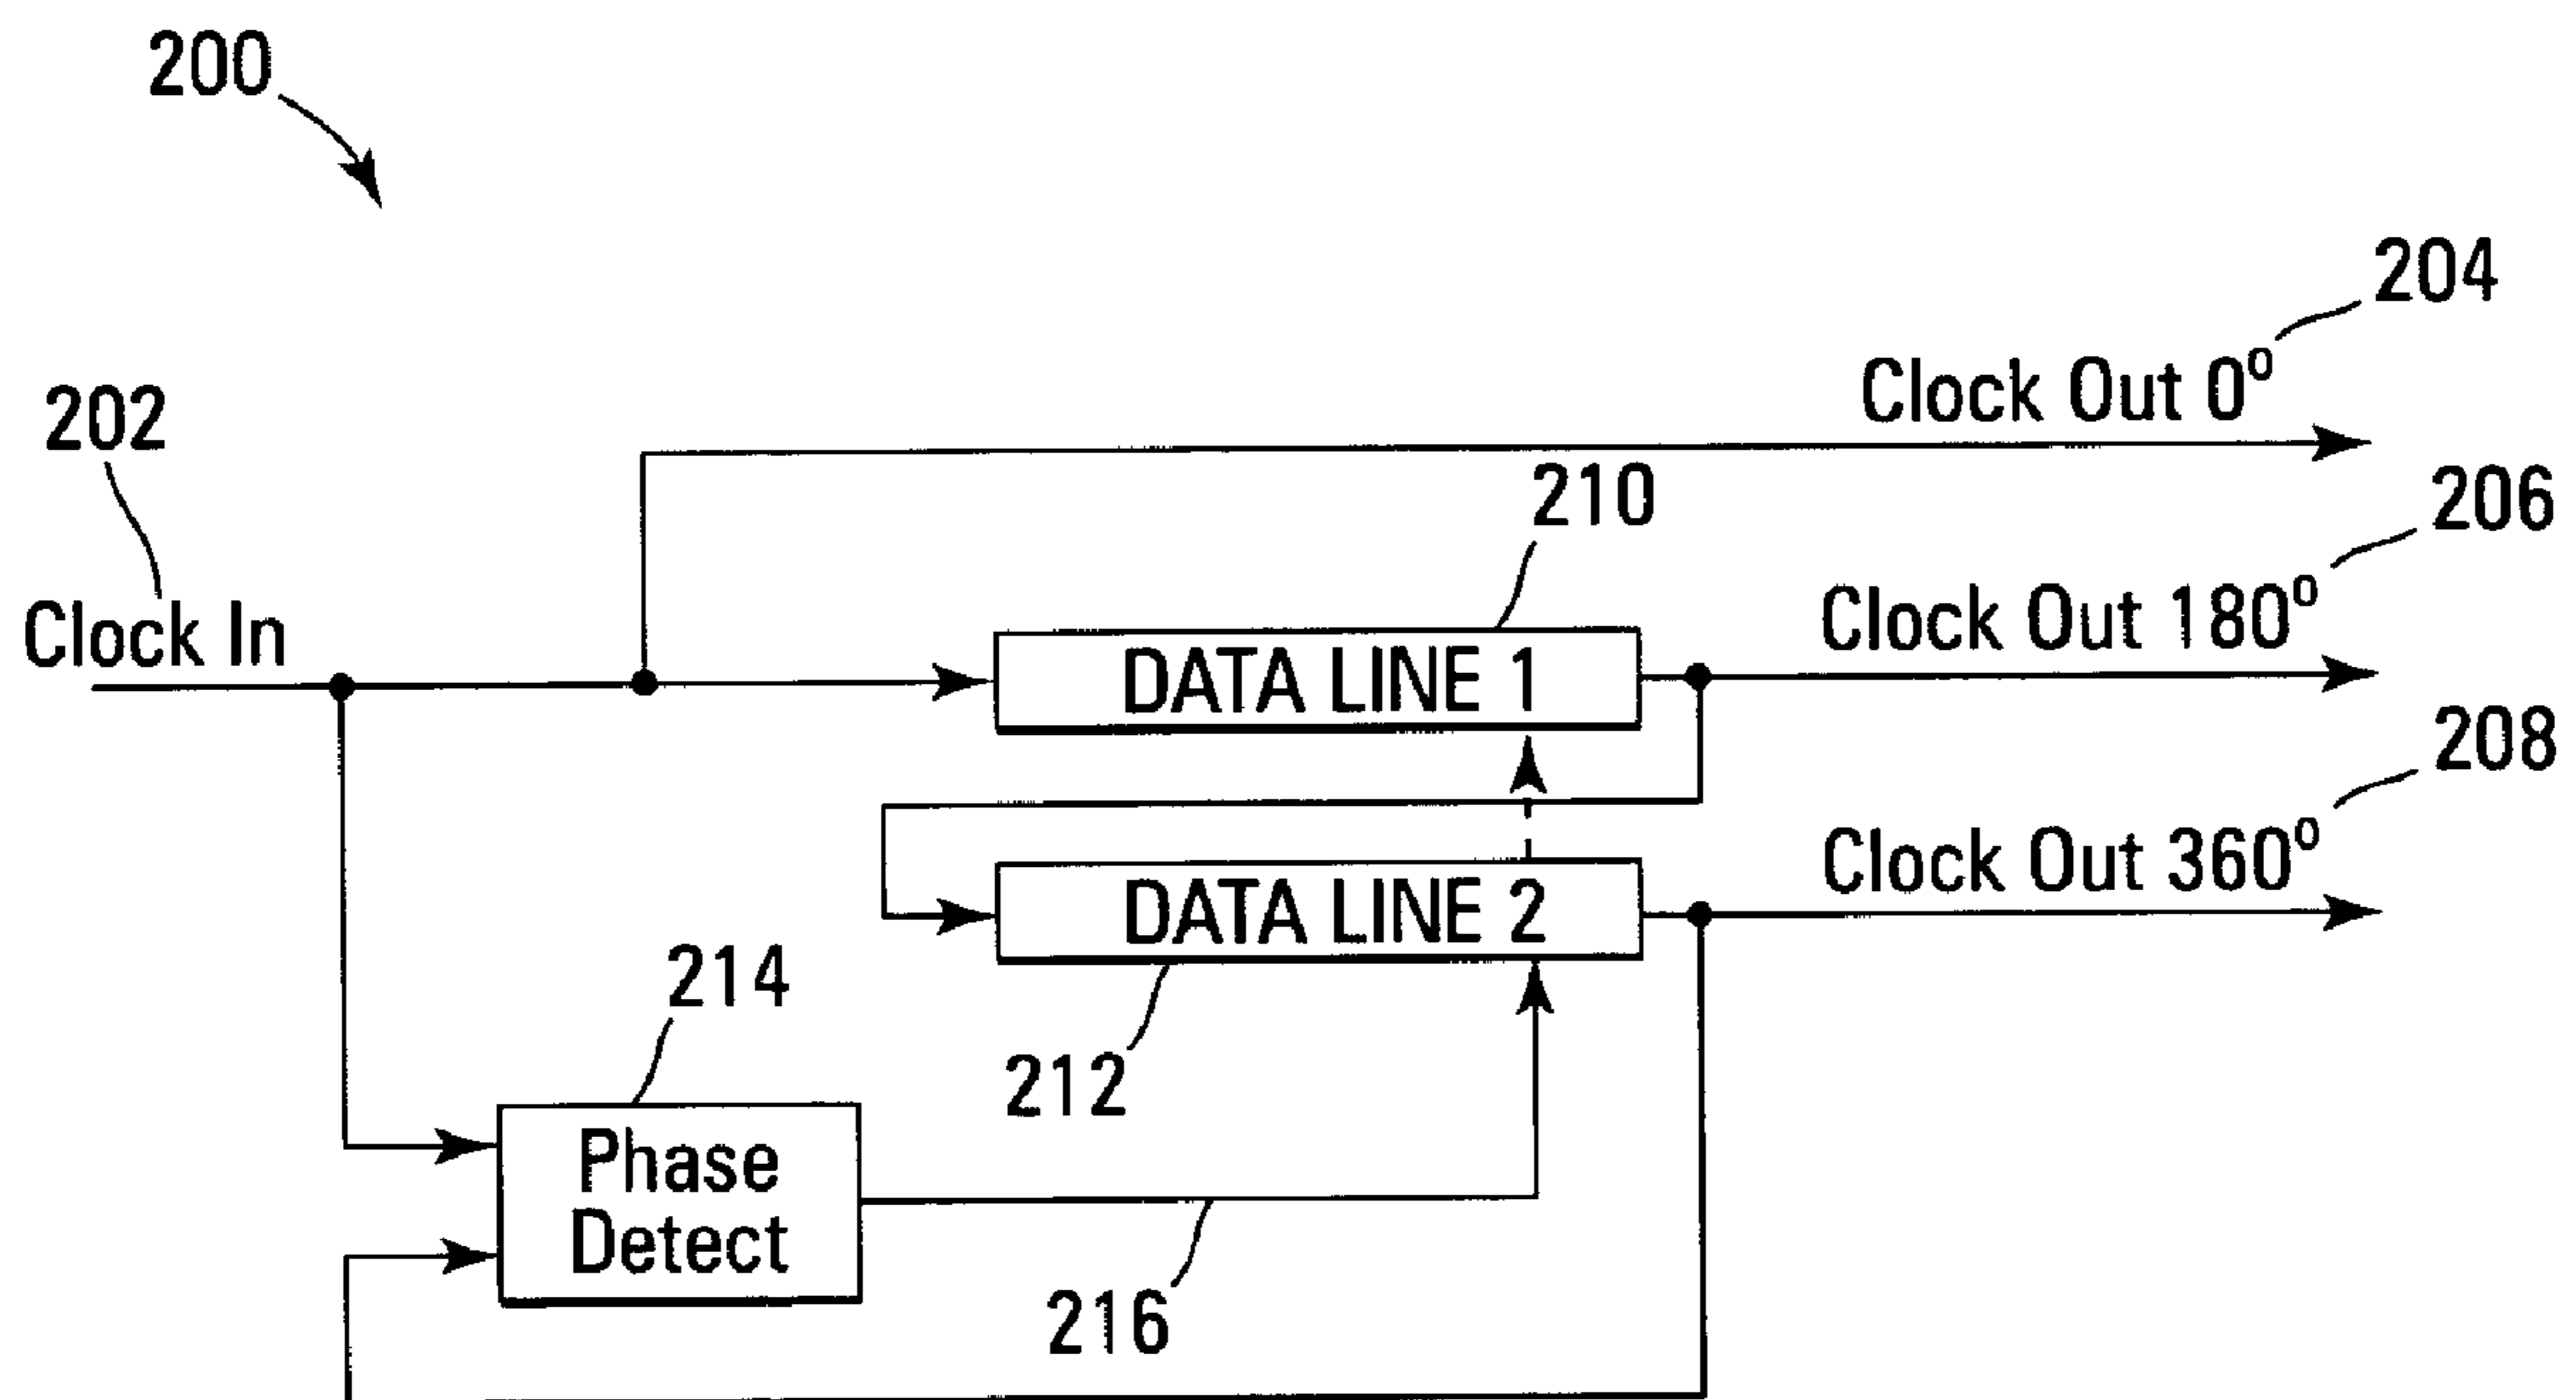 200
204
Clock Out 0°
202
210
206
Clock In
Clock Out 180°
DATA LINE 1
208
Clock Out 360°
DATA LINE 2
214
212
Phase
Detect
216